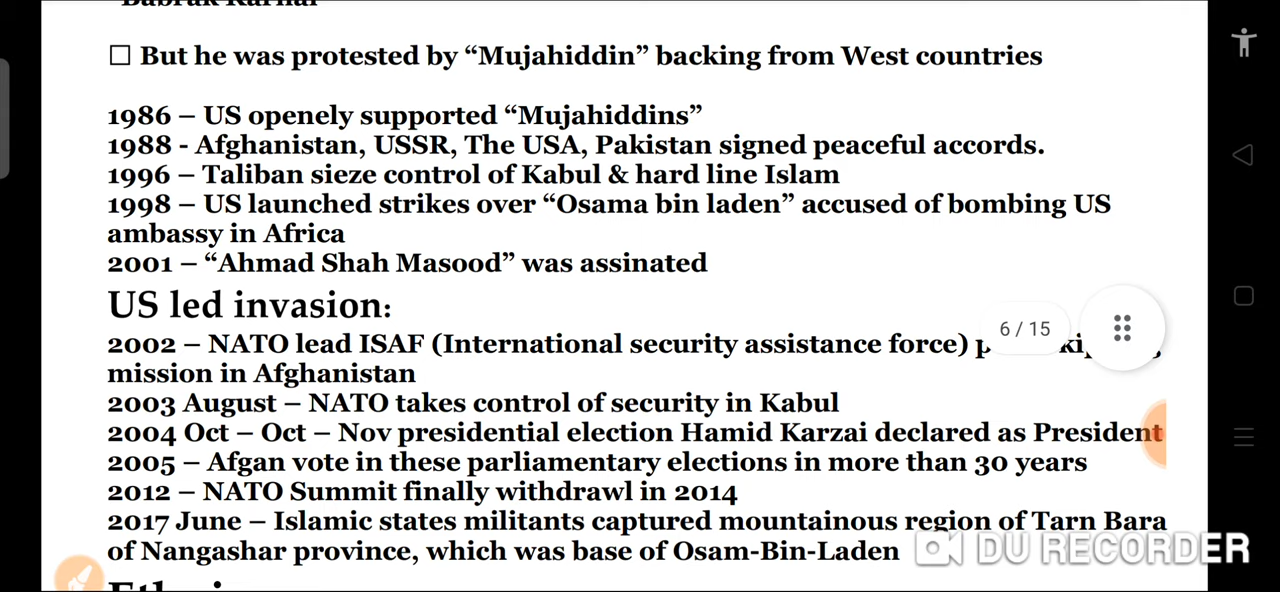 Babrak Karnal
☐ But he was protested by “Mujahiddin” backing from West countries
1986 – US openely supported “Mujahiddins”
1988 - Afghanistan, USSR, The USA, Pakistan signed peaceful accords.
1996 – Taliban sieze control of Kabul & hard line Islam
1998 – US launched strikes over “Osama bin laden” accused of bombing US
ambassy in Africa
2001 – “Ahmad Shah Masood” was assinated
US led invasion:
6 / 15
2002 – NATO lead ISAF (International security assistance force)
mission in Afghanistan
2003 August – NATO takes control of security in Kabul
2004 Oct – Oct – Nov presidential election Hamid Karzai declared as President
2005 – Afgan vote in these parliamentary elections in more than 30 years
2012 – NATO Summit finally withdrawl in 2014
2017 June – Islamic states militants captured mountainous region of Tarn Bara
of Nangashar province, which was base of Osam-Bin-Laden
DU RECORDER